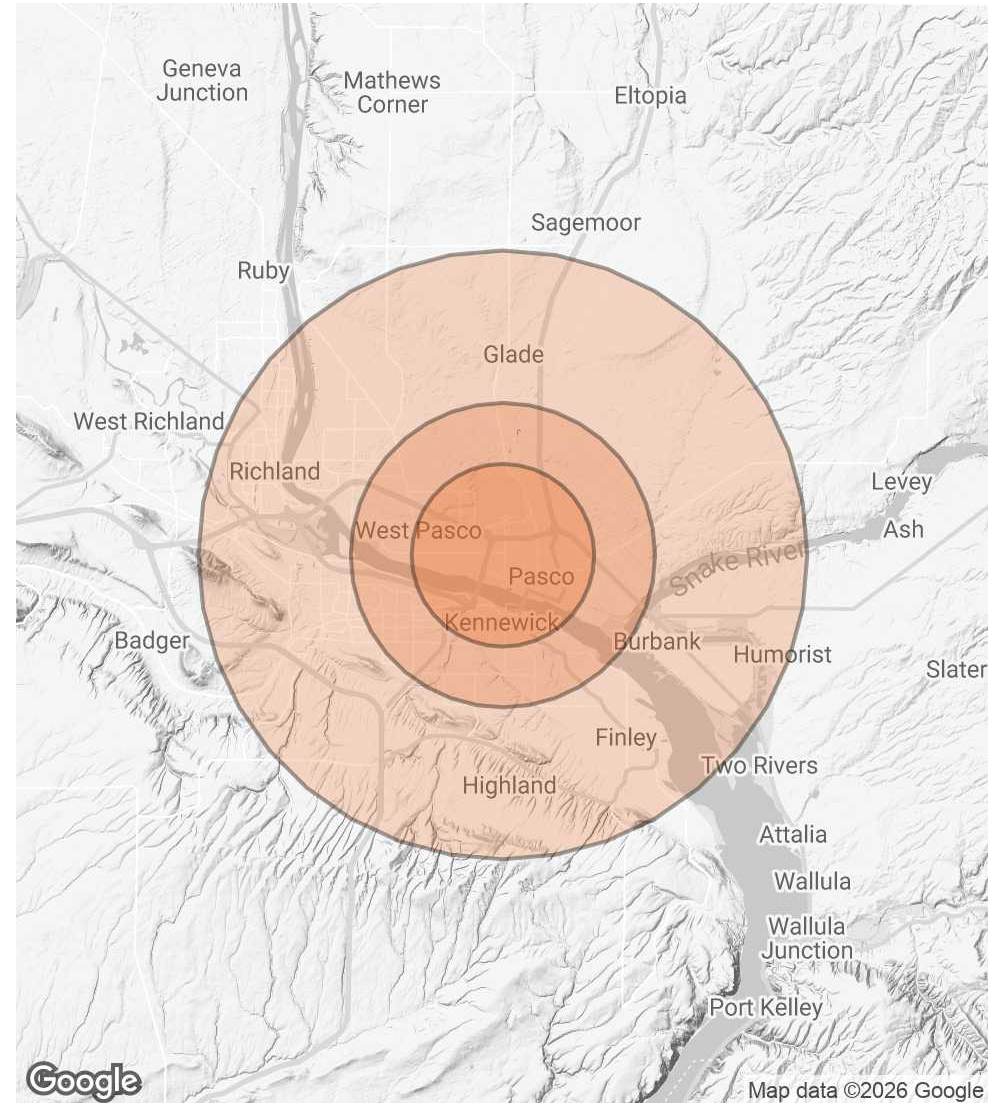 Geneva
Junction
Mathews
Corner
Eltopia
Sagemoor
Ruby
Glade
West Richland
Richland
Levey
West Pasco
Ash
Snake River
Pasco
Kennewick
Badger
Burbank
Humorist
Slater
Finley
Two Rivers
Highland
Attalia
Wallula
Wallula
Junction
Port Kelley
Google
Map data ©2026 Google